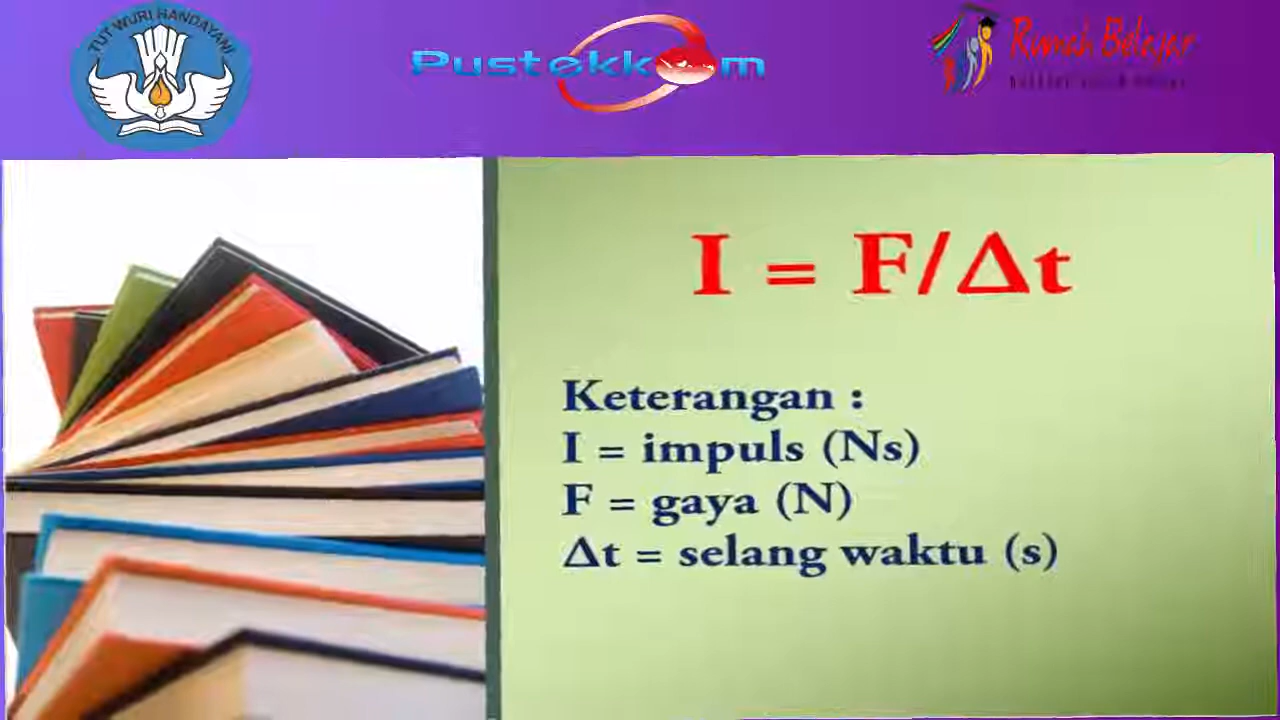 TUT WURI HANDAYANI
Pustekkom
Rumah Belajar
I = F/Δt
Keterangan :
I = impuls (Ns)
F = gaya (N)
Δt = selang waktu (s)